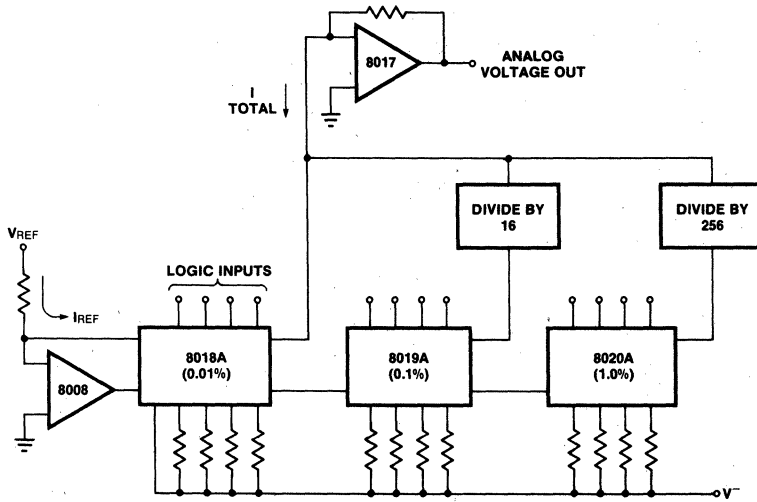 8017
ANALOG
VOLTAGE OUT
I
TOTAL
DIVIDE BY
16
DIVIDE BY
256
VREF
LOGIC INPUTS
IREF
8018A
(0.01%)
8019A
(0.1%)
8020A
(1.0%)
8008
V−